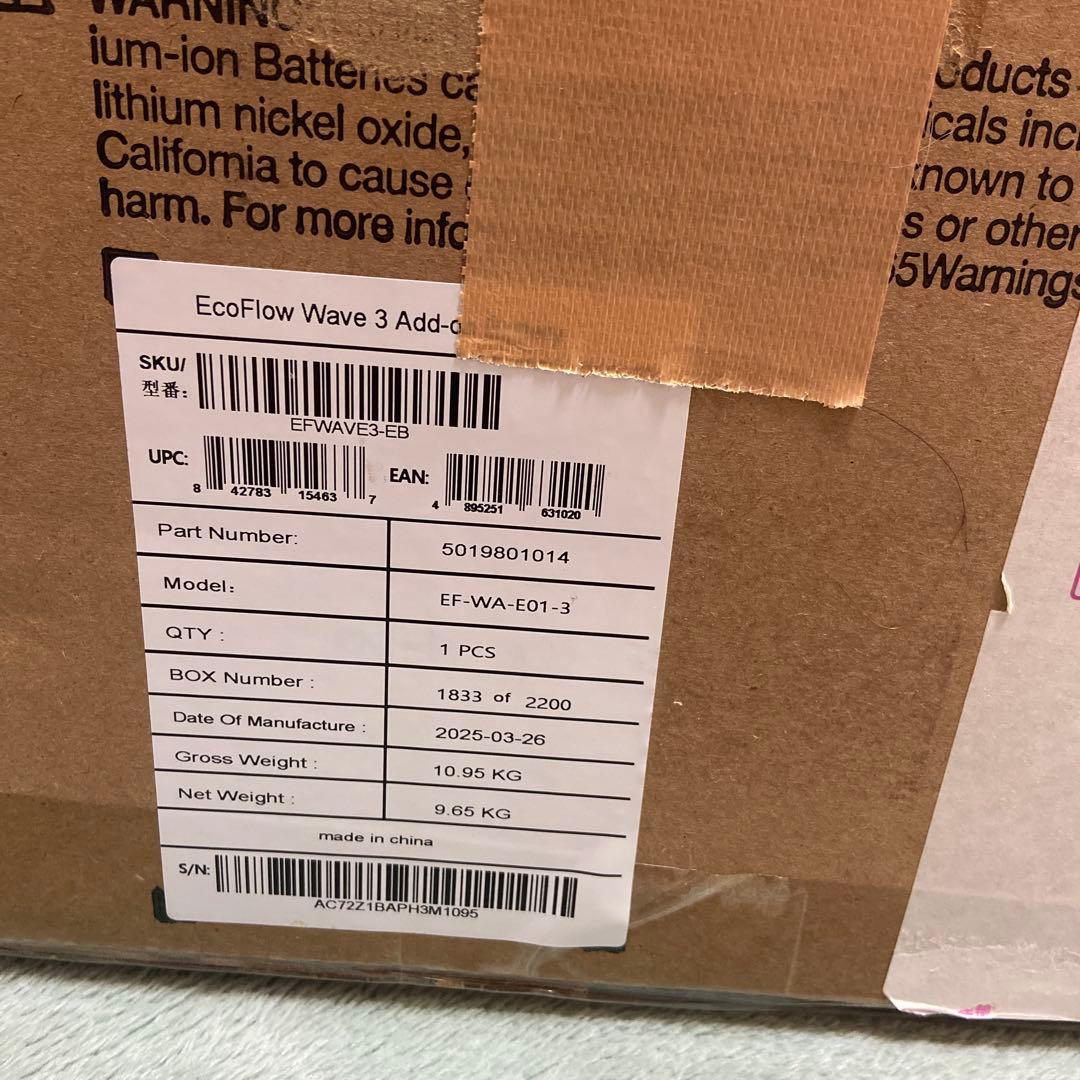 WARNING
ium-ion Batteries ca
oducts
lithium nickel oxide,
icals inc
California to cause
known to
harm. For more info
s or other
65Warnings
EcoFlow Wave 3 Add-o
SKU/
型番:
EFWAVE3-EB
UPC:
8 42783 15463 7
EAN:
4 895251 631020
Part Number: 5019801014
Model: EF-WA-E01-3
QTY : 1 PCS
BOX Number : 1833 of 2200
Date Of Manufacture : 2025-03-26
Gross Weight : 10.95 KG
Net Weight : 9.65 KG
made in china
S/N:
AC72Z1BAPH3M1095